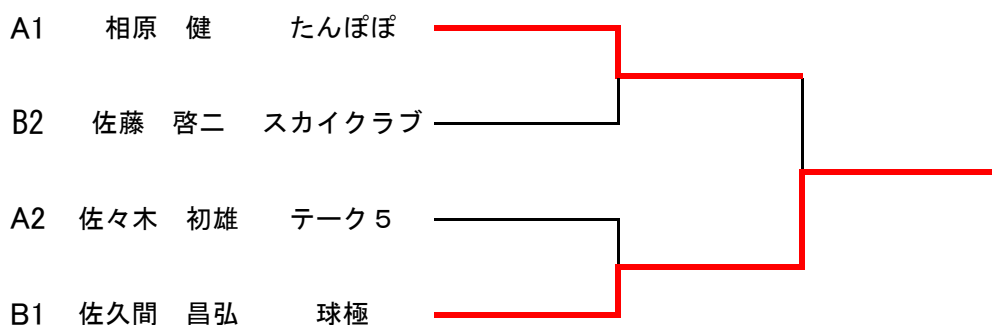 A1 相原 健 たんぽぽ
B2 佐藤 啓二 スカイクラブ
A2 佐々木 初雄 テーク５
B1 佐久間 昌弘 球極